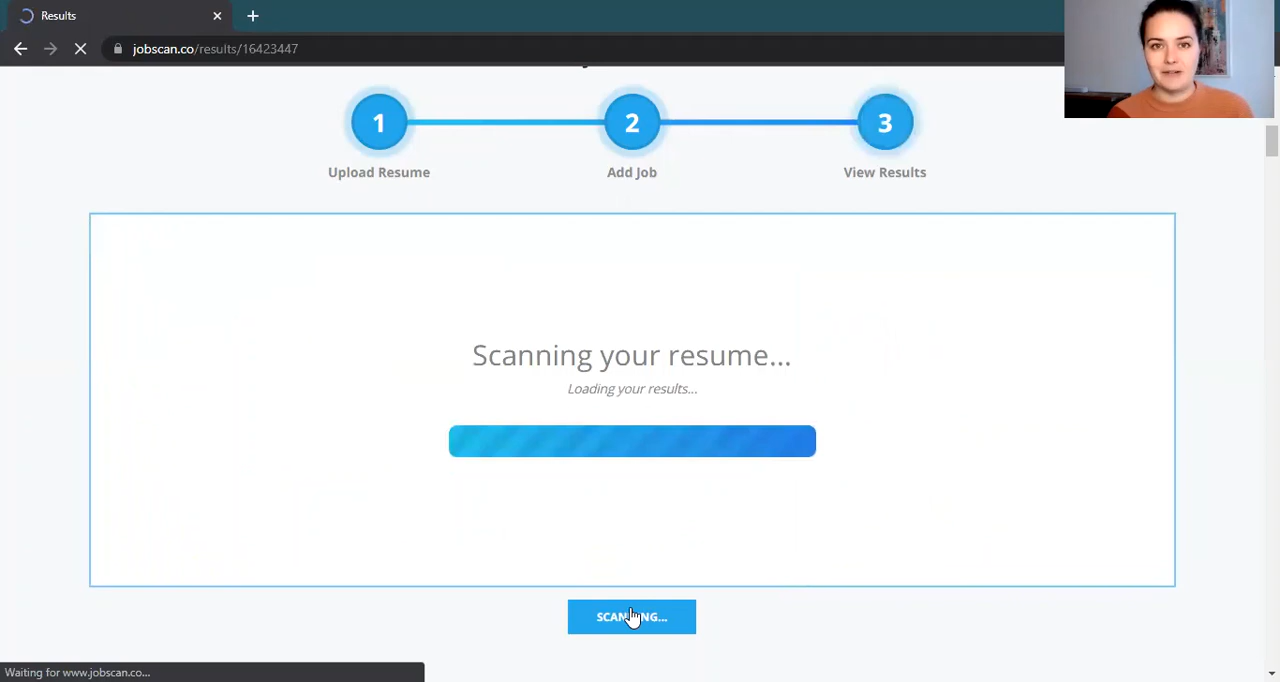 Results
jobscan.co/results/16423447
1
2
3
Upload Resume
Add Job
View Results
Scanning your resume...
Loading your results...
SCANNING...
Waiting for www.jobscan.co...